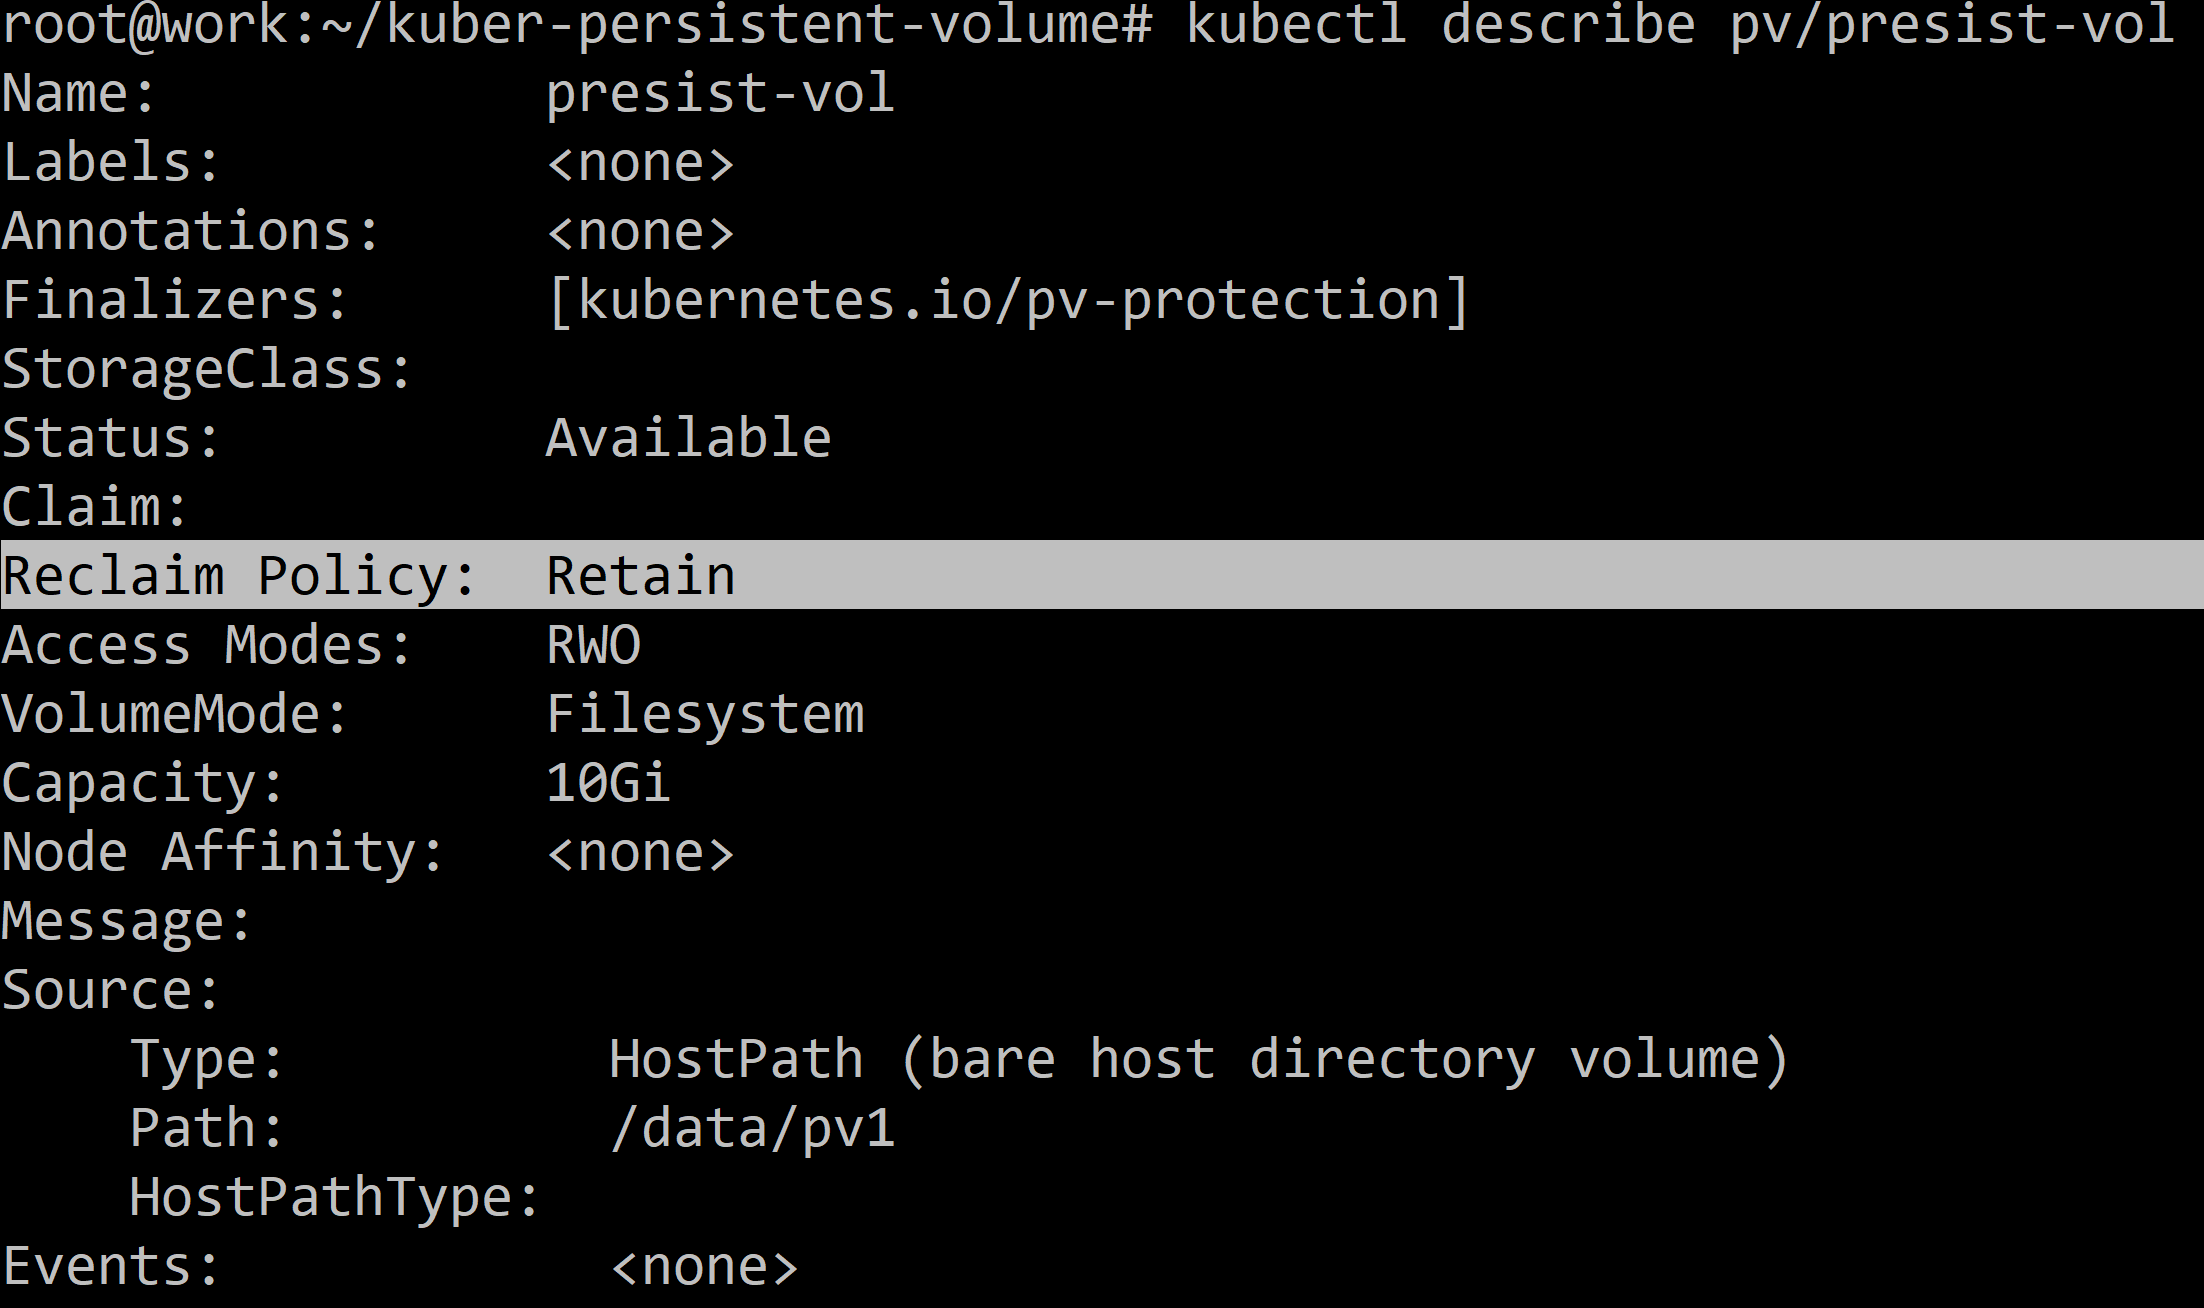 root@work:~/kuber-persistent-volume# kubectl describe pv/presist-vol
Name:            presist-vol
Labels:          <none>
Annotations:     <none>
Finalizers:      [kubernetes.io/pv-protection]
StorageClass:
Status:          Available
Claim:
Reclaim Policy:  Retain
Access Modes:    RWO
VolumeMode:      Filesystem
Capacity:        10Gi
Node Affinity:   <none>
Message:
Source:
    Type:          HostPath (bare host directory volume)
    Path:          /data/pv1
    HostPathType:
Events:            <none>